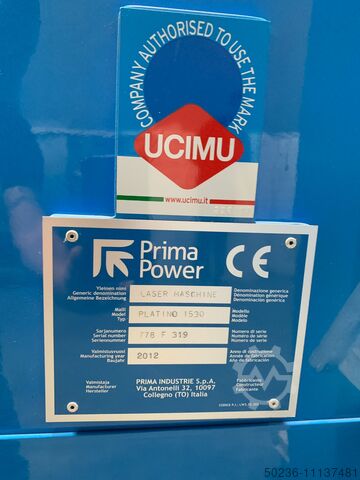 COMPANY AUTHORISED TO USE THE MARK
UCIMU
www.ucimu.it
Prima
Power
CE
Yleinen nimi
Generic denomination
Allgemeine Bezeichnung
LASER MASCHINE
Denominazione generica
Dénomination générique
Denominación genérica
Malli
Model
Typ
PLATINO 1530
Modello
Modèle
Modelo
Sarjanumero
Serial number
Seriennummer
778 F 319
Numero di serie
Numéro de série
Número de serie
Valmistusvuosi
Manufacturing year
Baujahr
2012
Anno di costruzione
Année de fabrication
Año de fabricación
Valmistaja
Manufacturer
Hersteller
PRIMA INDUSTRIE S.p.A.
Via Antonelli 32, 10097
Collegno (TO) Italia
Fabbricante
Constructeur
Fabricante
50236-11137481